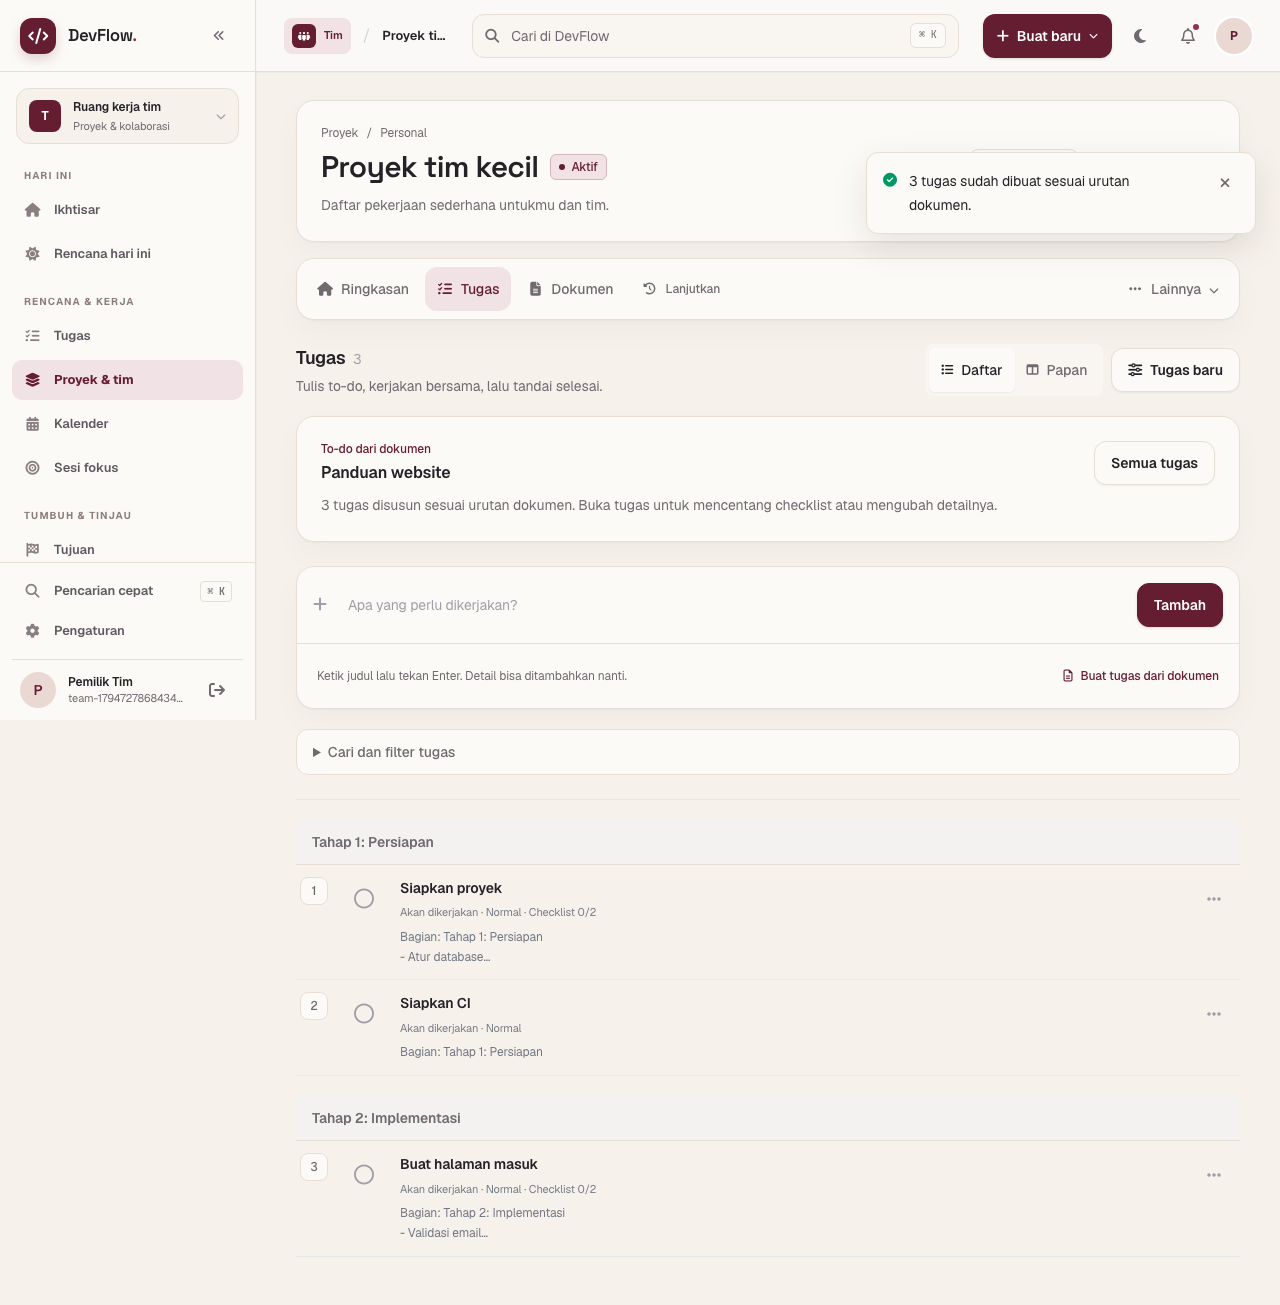 DevFlow.
Tim / Proyek ti...
Cari di DevFlow
⌘ K
Buat baru
P
T
Ruang kerja tim
Proyek & kolaborasi
HARI INI
Ikhtisar
Rencana hari ini
RENCANA & KERJA
Tugas
Proyek & tim
Kalender
Sesi fokus
TUMBUH & TINJAU
Tujuan
Pencarian cepat
⌘ K
Pengaturan
P
Pemilik Tim
team-1794727868434...
Proyek / Personal
Proyek tim kecil
Aktif
Daftar pekerjaan sederhana untukmu dan tim.
3 tugas sudah dibuat sesuai urutan
dokumen.
Ringkasan
Tugas
Dokumen
Lanjutkan
Lainnya
Tugas 3
Tulis to-do, kerjakan bersama, lalu tandai selesai.
Daftar
Papan
Tugas baru
To-do dari dokumen
Panduan website
3 tugas disusun sesuai urutan dokumen. Buka tugas untuk mencentang checklist atau mengubah detailnya.
Semua tugas
Apa yang perlu dikerjakan?
Tambah
Ketik judul lalu tekan Enter. Detail bisa ditambahkan nanti.
Buat tugas dari dokumen
Cari dan filter tugas
Tahap 1: Persiapan
1
Siapkan proyek
Akan dikerjakan · Normal · Checklist 0/2
Bagian: Tahap 1: Persiapan
- Atur database...
2
Siapkan CI
Akan dikerjakan · Normal
Bagian: Tahap 1: Persiapan
Tahap 2: Implementasi
3
Buat halaman masuk
Akan dikerjakan · Normal · Checklist 0/2
Bagian: Tahap 2: Implementasi
- Validasi email...